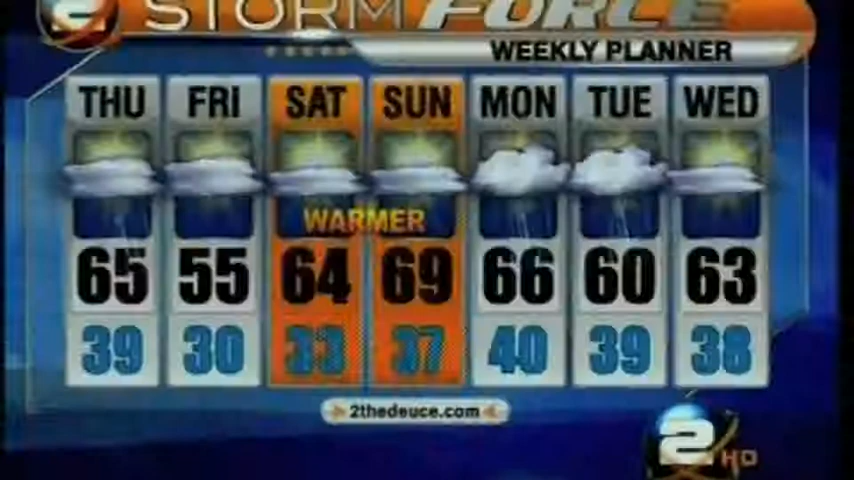 2 STORM FORCE
WEEKLY PLANNER
THU FRI SAT SUN MON TUE WED
WARMER
65 55 64 69 66 60 63
39 30 33 37 40 39 38
2thedeuce.com
2 HD